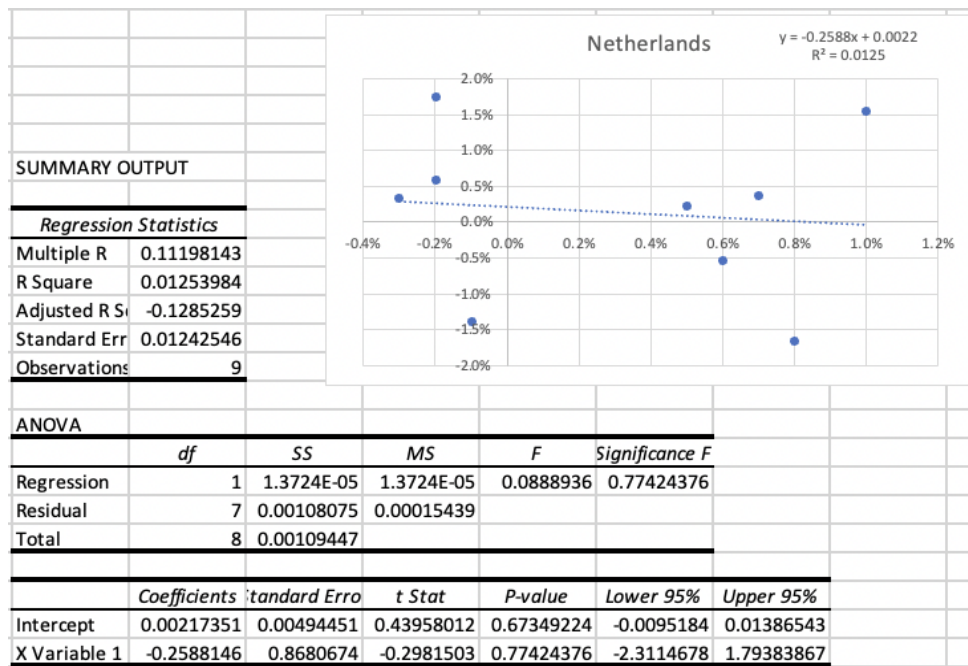 Netherlands
y = -0.2588x + 0.0022
R² = 0.0125
2.0%
1.5%
1.0%
0.5%
0.0%
-0.4% -0.2% 0.0% 0.2% 0.4% 0.6% 0.8% 1.0% 1.2%
-0.5%
-1.0%
-1.5%
-2.0%
SUMMARY OUTPUT
Regression Statistics
Multiple R 0.11198143
R Square 0.01253984
Adjusted R S -0.1285259
Standard Err 0.01242546
Observations 9
ANOVA
df SS MS F Significance F
Regression 1 1.3724E-05 1.3724E-05 0.0888936 0.77424376
Residual 7 0.00108075 0.00015439
Total 8 0.00109447
Coefficients tandard Erro t Stat P-value Lower 95% Upper 95%
Intercept 0.00217351 0.00494451 0.43958012 0.67349224 -0.0095184 0.01386543
X Variable 1 -0.2588146 0.8680674 -0.2981503 0.77424376 -2.3114678 1.79383867